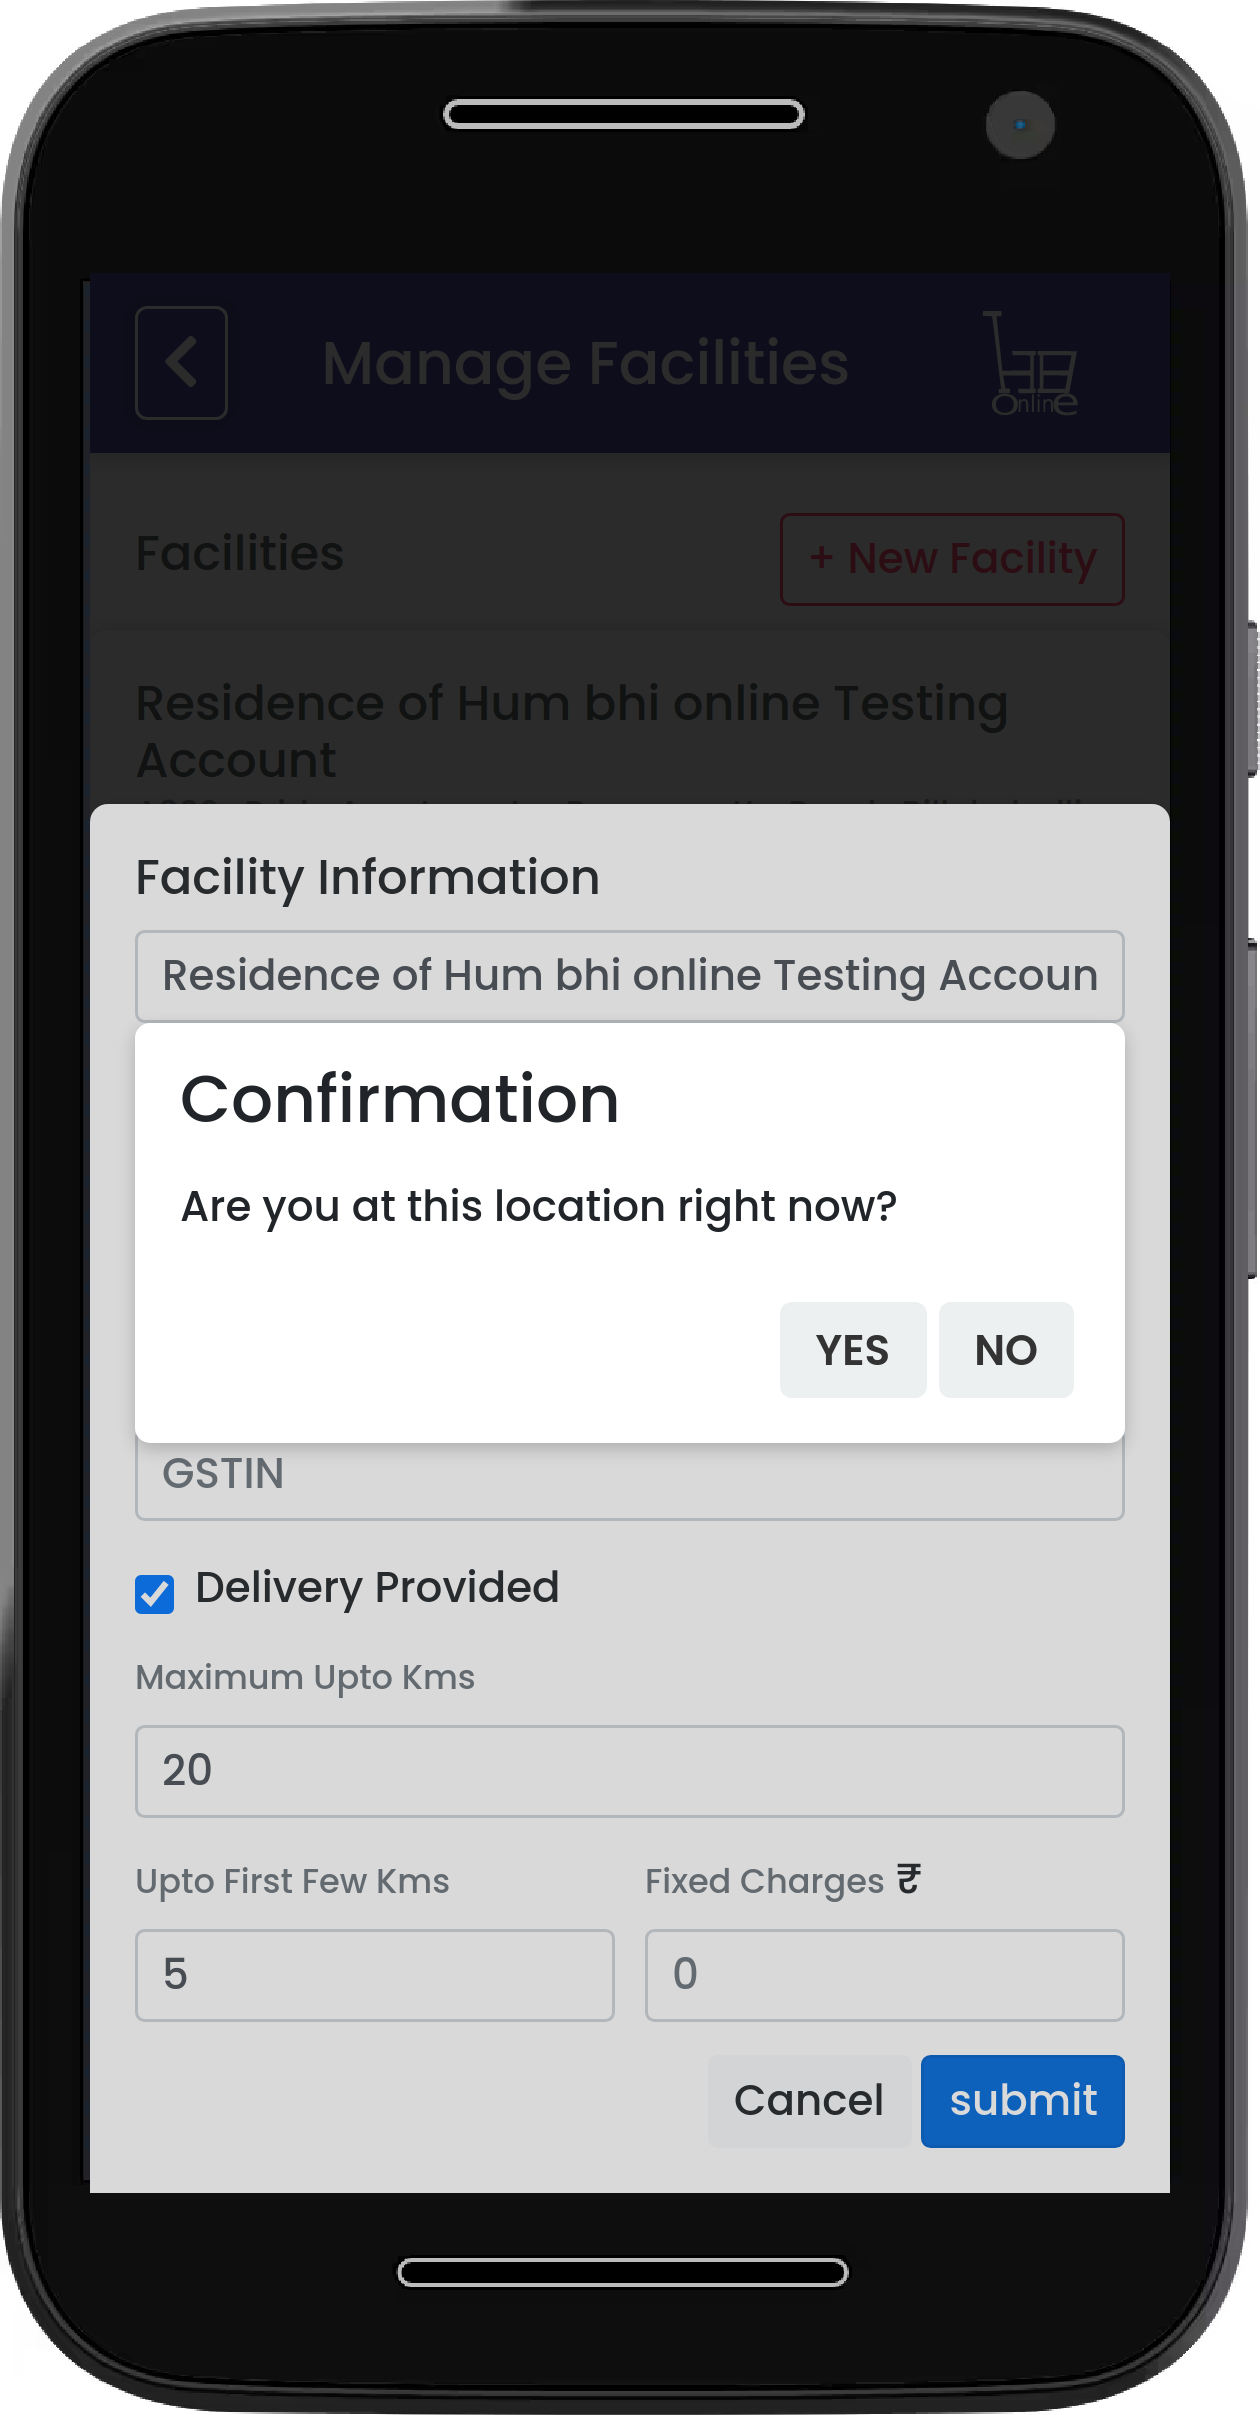 Manage Facilities
Online
Facilities
+ New Facility
Residence of Hum bhi online Testing
Account
Facility Information
Residence of Hum bhi online Testing Accoun
Confirmation
Are you at this location right now?
YES NO
GSTIN
Delivery Provided
Maximum Upto Kms
20
Upto First Few Kms Fixed Charges ₹
5 0
Cancel submit